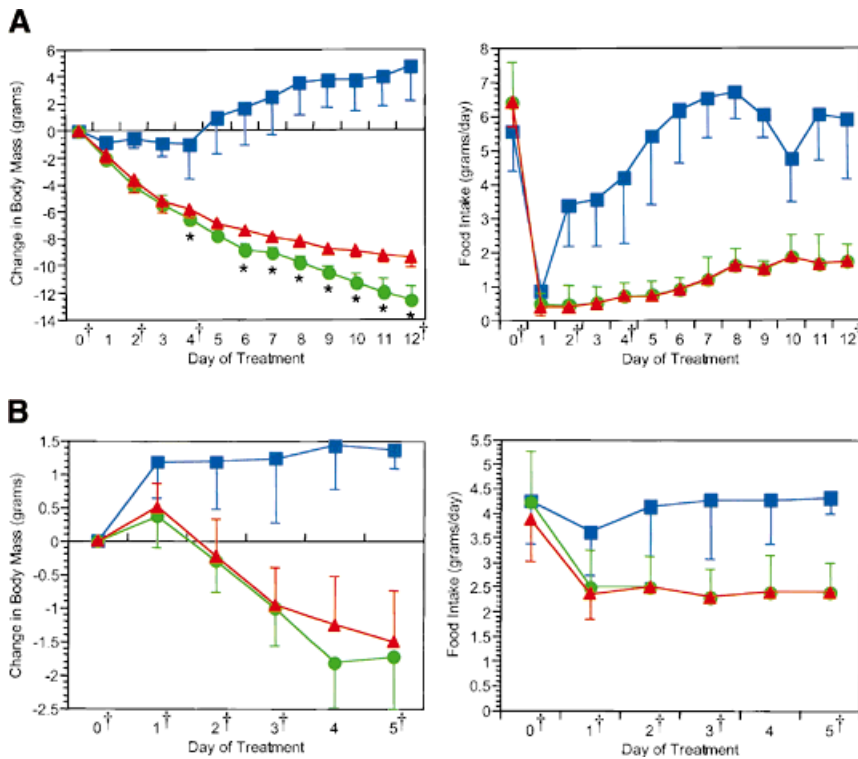 A
Change in Body Mass (grams)
6
4
2
0
-2
-4
-6
-8
-10
-12
-14
* * * * * * * *
0† 1 2† 3 4† 5 6 7 8 9 10 11 12†
Day of Treatment
Food Intake (grams/day)
8
7
6
5
4
3
2
1
0
0† 1 2† 3 4† 5 6 7 8 9 10 11 12†
Day of Treatment
B
Change in Body Mass (grams)
1.5
1
0.5
0
-0.5
-1
-1.5
-2
-2.5
0† 1† 2† 3† 4 5†
Day of Treatment
Food Intake (grams/day)
5.5
5
4.5
4
3.5
3
2.5
2
1.5
1
0.5
0
0† 1† 2† 3† 4 5†
Day of Treatment